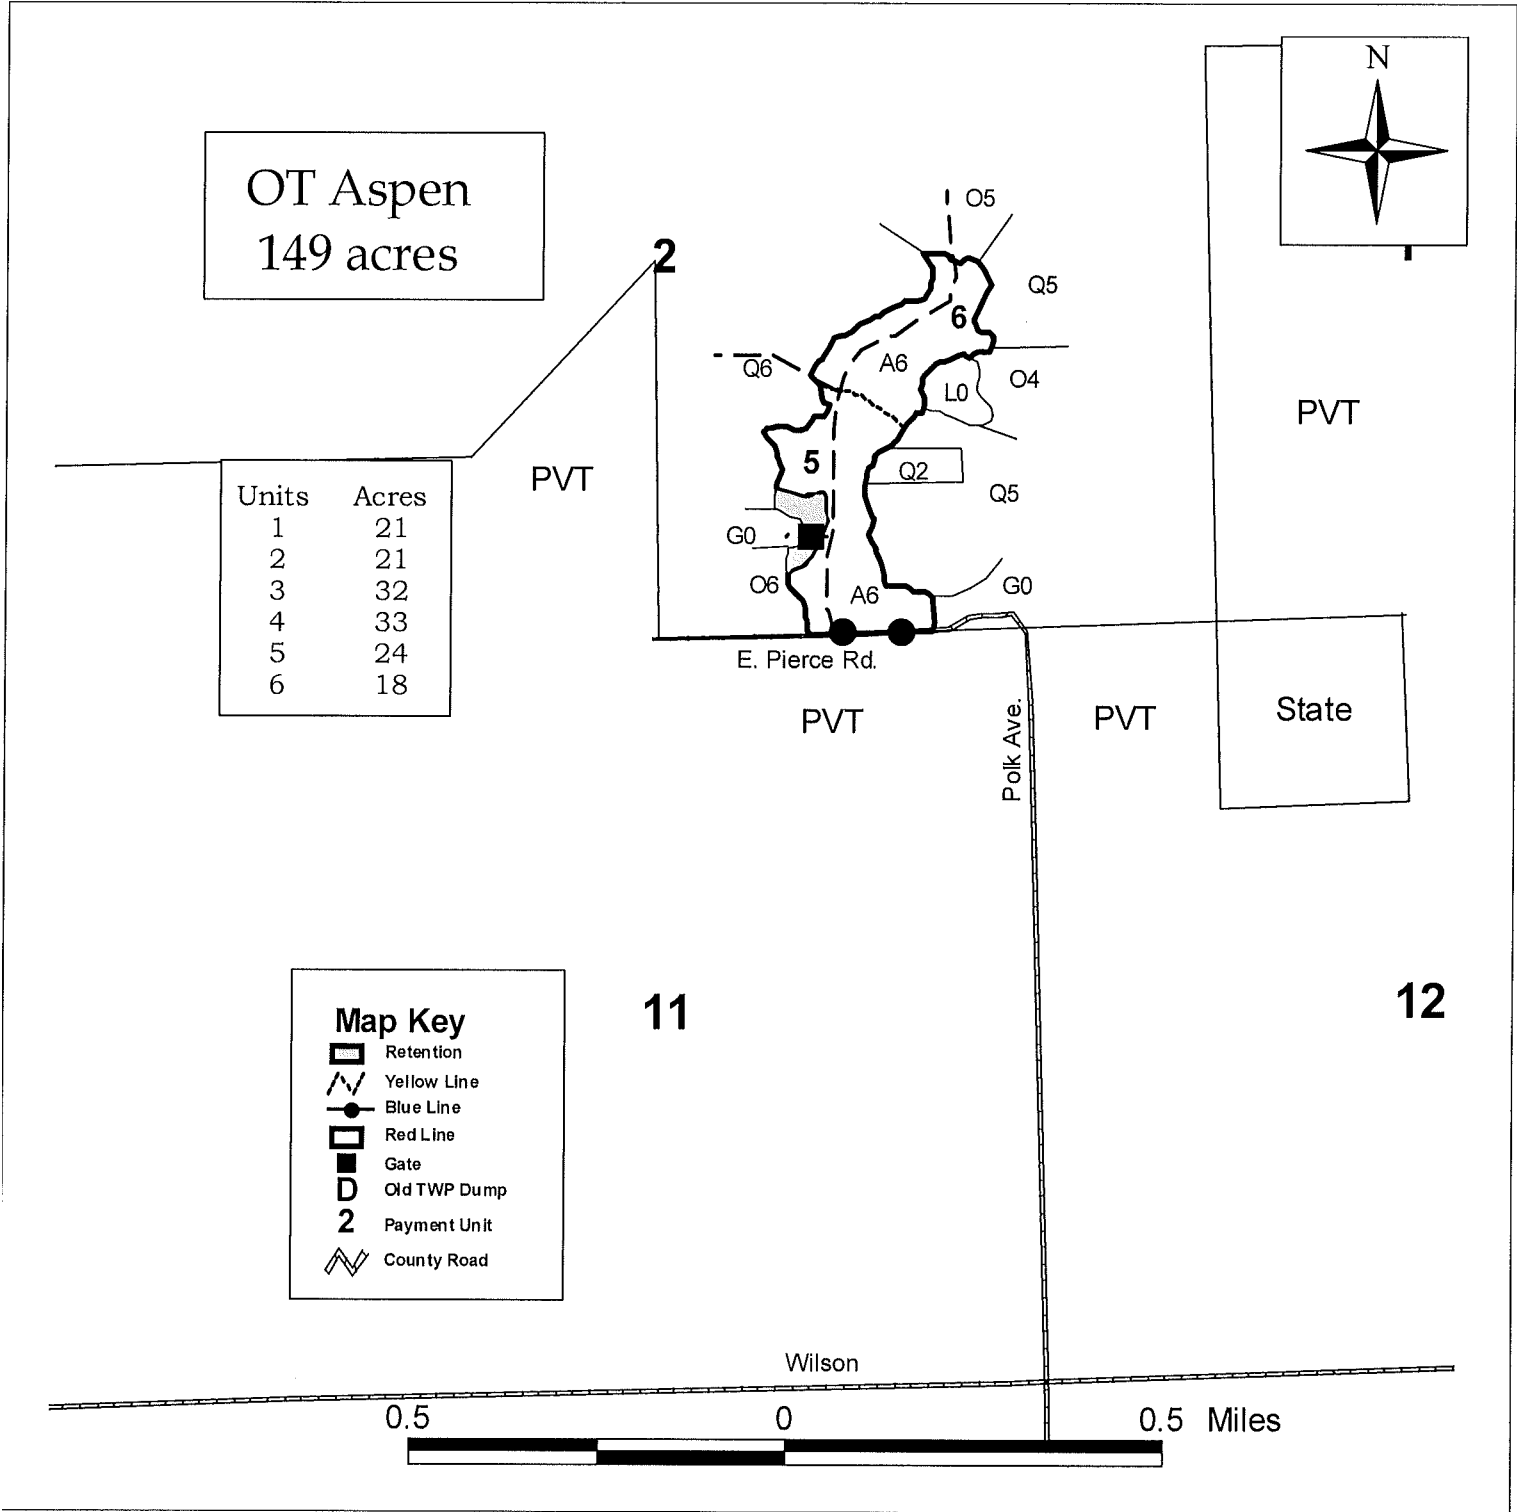 N
OT Aspen
149 acres
2
O5
Q5
6
A6
Q6
L0
O4
PVT
5
Q2
Q5
PVT
Units Acres
1 21
2 21
3 32
4 33
5 24
6 18
G0
O6
A6
G0
E. Pierce Rd.
PVT
Polk Ave.
PVT
State
11
12
Map Key
Retention
Yellow Line
Blue Line
Red Line
Gate
D Old TWP Dump
2 Payment Unit
County Road
Wilson
0.5 0 0.5 Miles